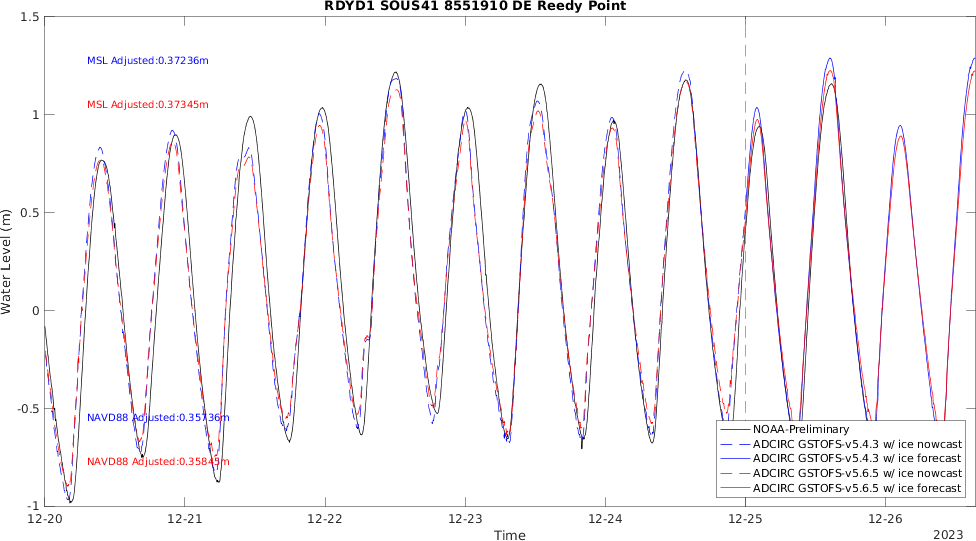 RDYD1 SOUS41 8551910 DE Reedy Point
1.5
1
0.5
0
-0.5
-1
Water Level (m)
MSL Adjusted:0.37236m
MSL Adjusted:0.37345m
NAVD88 Adjusted:0.35736m
NAVD88 Adjusted:0.35845m
NOAA-Preliminary
ADCIRC GSTOFS-v5.4.3 w/ ice nowcast
ADCIRC GSTOFS-v5.4.3 w/ ice forecast
ADCIRC GSTOFS-v5.6.5 w/ ice nowcast
ADCIRC GSTOFS-v5.6.5 w/ ice forecast
12-20 12-21 12-22 12-23 12-24 12-25 12-26
Time
2023